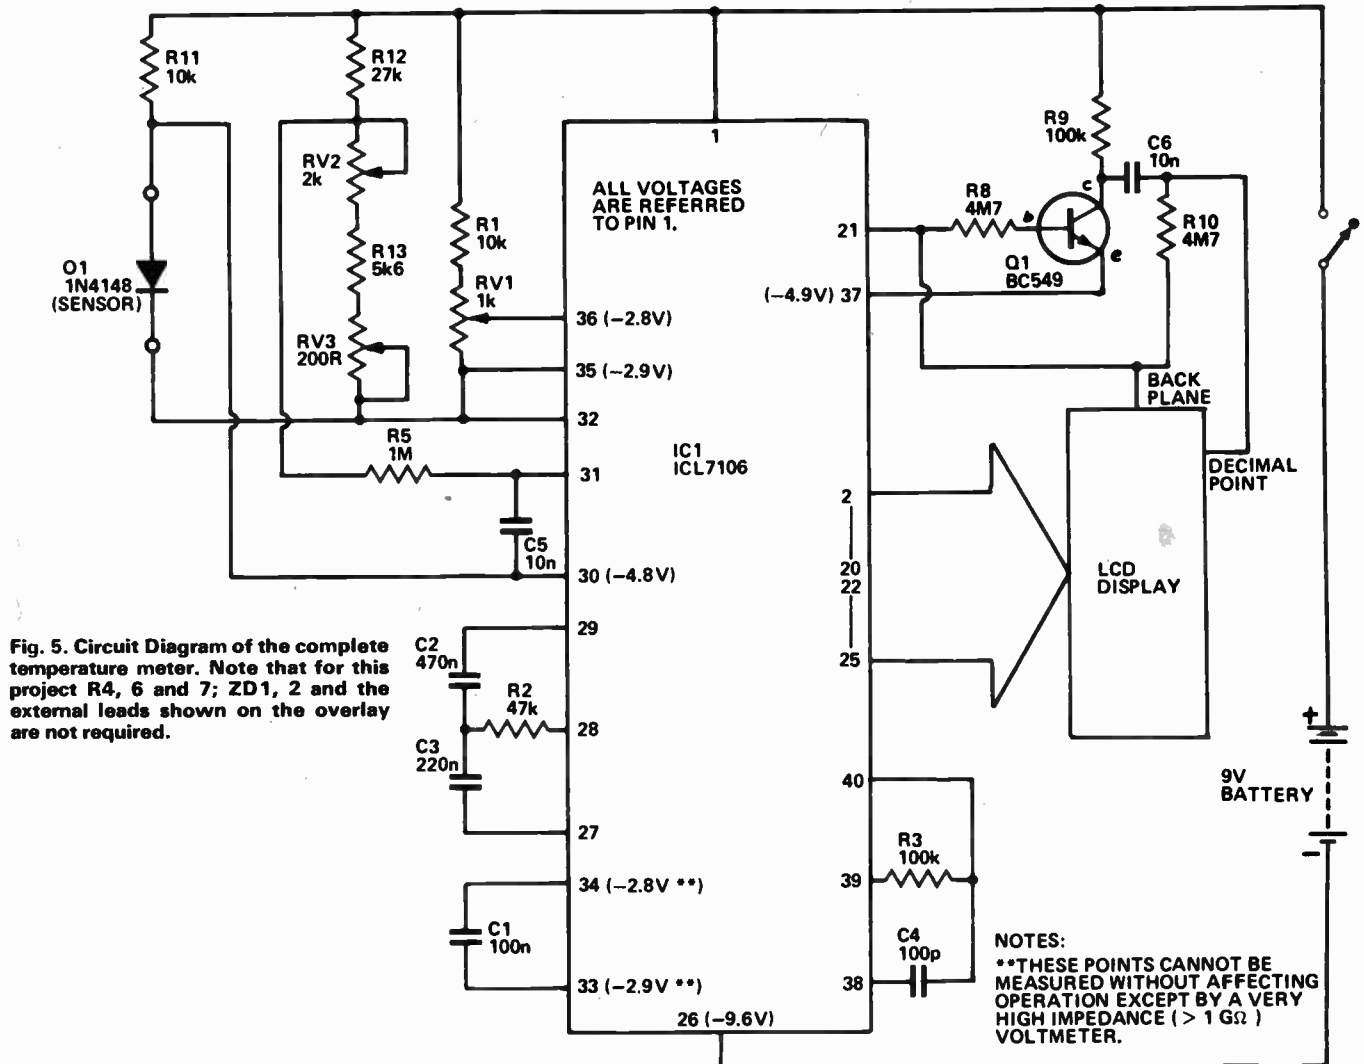 R11
10k
R12
27k
RV2
2k
R13
5k6
RV3
200R
R1
10k
RV1
1k
O1
1N4148
(SENSOR)
R5
1M
C5
10n
C2
470n
R2
47k
C3
220n
C1
100n
1
ALL VOLTAGES
ARE REFERRED
TO PIN 1.
36 (−2.8V)
35 (−2.9V)
32
31
30 (−4.8V)
29
28
27
34 (−2.8V **)
33 (−2.9V **)
26 (−9.6V)
IC1
ICL7106
21
(−4.9V) 37
2
20
22
25
40
39
38
R8
4M7
b
c
e
Q1
BC549
R9
100k
C6
10n
R10
4M7
BACK
PLANE
DECIMAL
POINT
LCD
DISPLAY
+
9V
BATTERY
−
R3
100k
C4
100p
NOTES:
**THESE POINTS CANNOT BE
MEASURED WITHOUT AFFECTING
OPERATION EXCEPT BY A VERY
HIGH IMPEDANCE ( > 1 GΩ )
VOLTMETER.
Fig. 5. Circuit Diagram of the complete
temperature meter. Note that for this
project R4, 6 and 7; ZD1, 2 and the
external leads shown on the overlay
are not required.